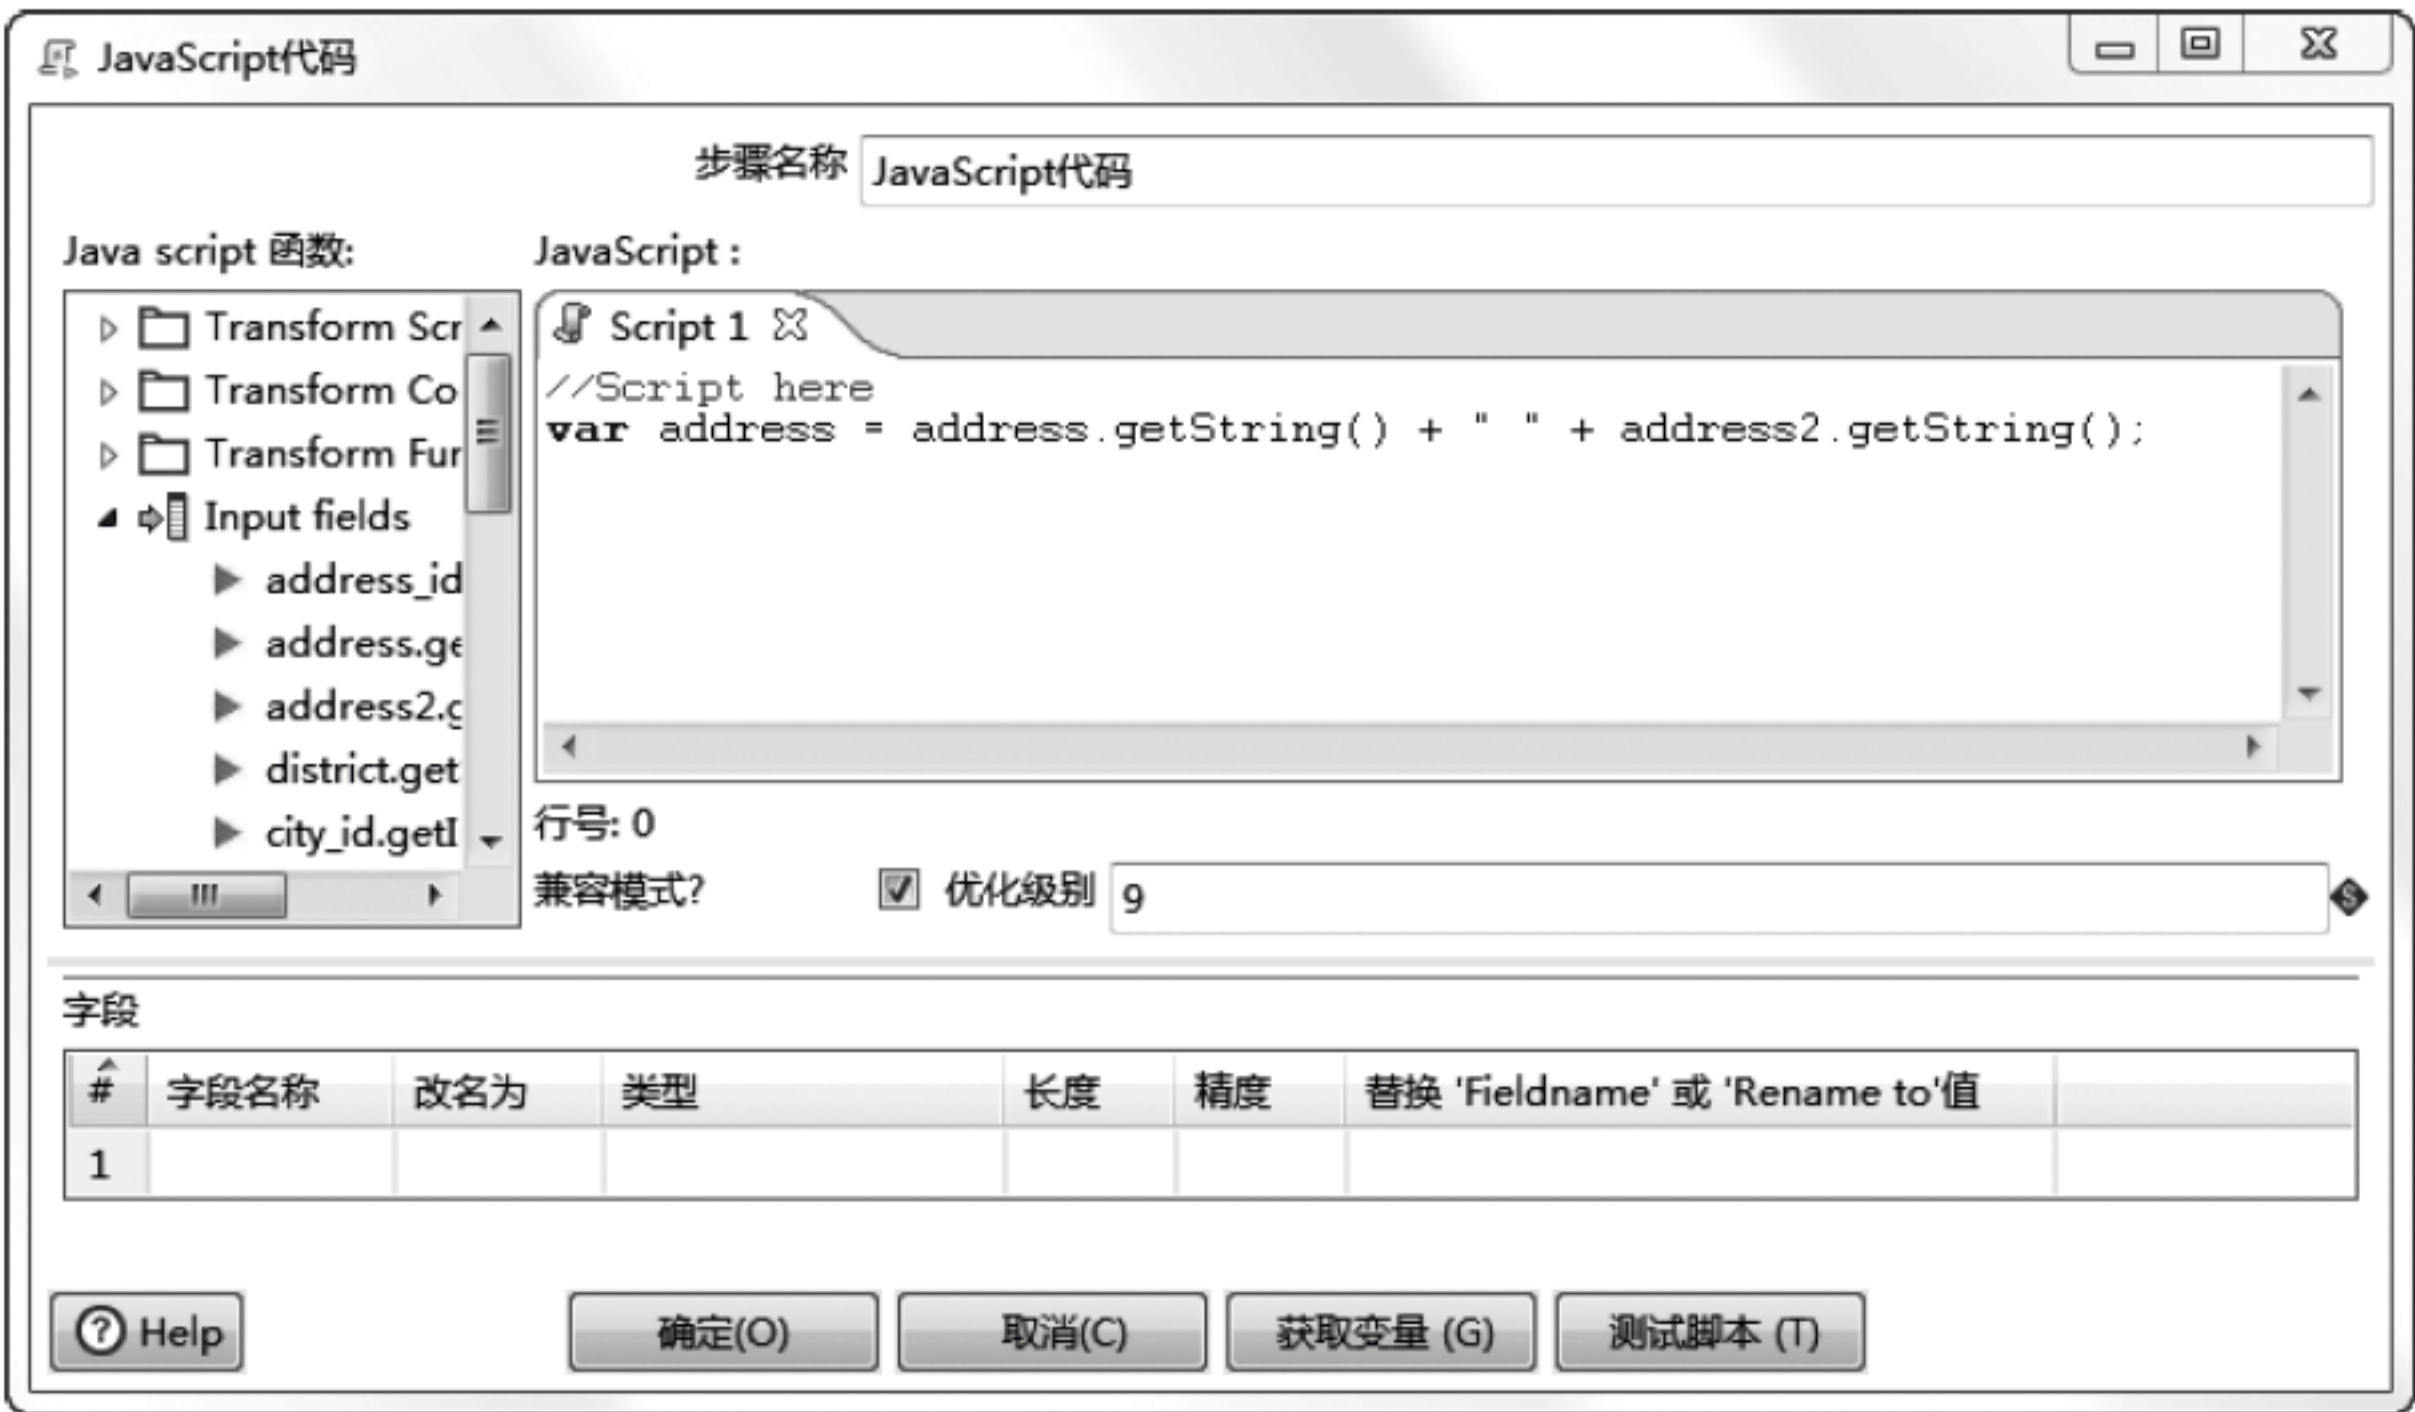 JavaScript代码
步骤名称 JavaScript代码
Java script 函数:
Transform Scr
Transform Co
Transform Fur
Input fields
address_id
address.ge
address2.g
district.get
city_id.getI
JavaScript :
Script 1
//Script here
var address = address.getString() + " " + address2.getString();
行号: 0
兼容模式? 优化级别 9
字段
# 字段名称 改名为 类型 长度 精度 替换 'Fieldname' 或 'Rename to'值
1
Help 确定(O) 取消(C) 获取变量 (G) 测试脚本 (T)